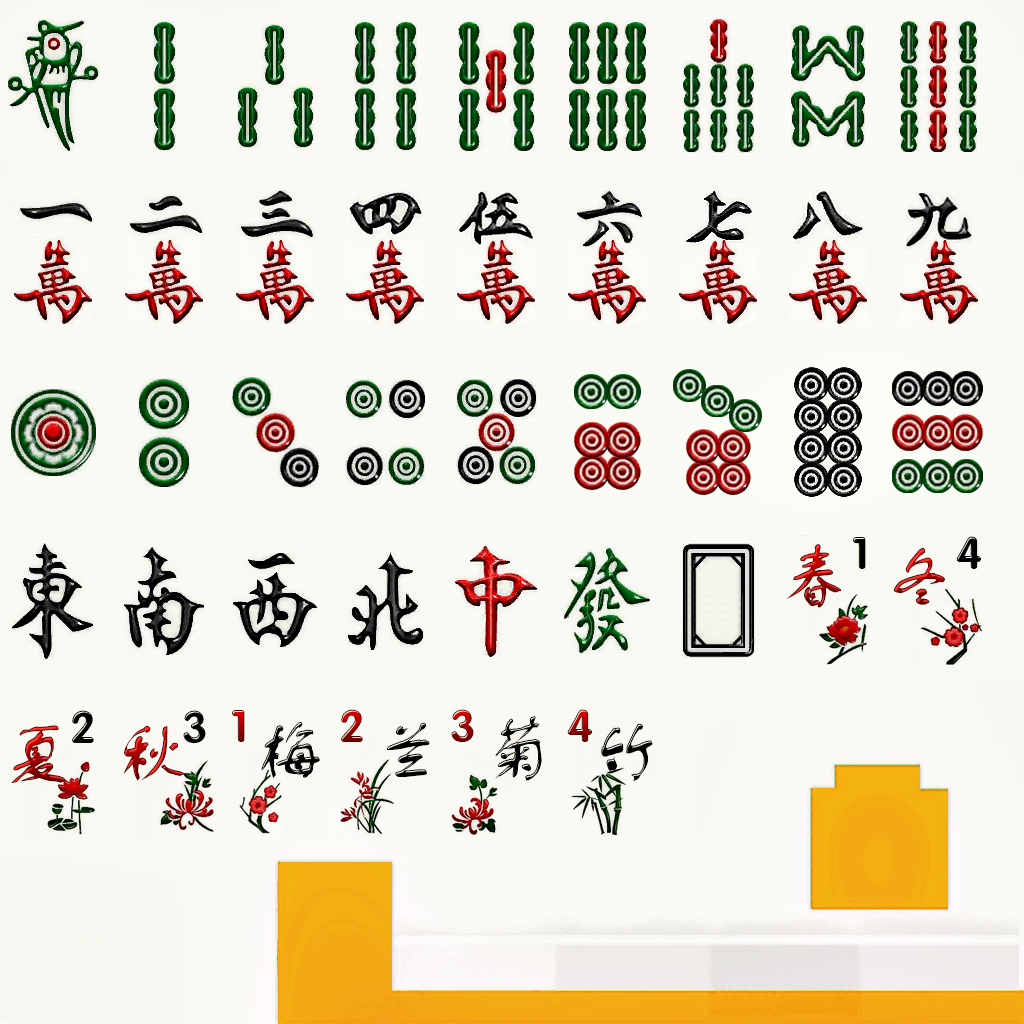 一 二 三 四 伍 六 七 八 九
萬 萬 萬 萬 萬 萬 萬 萬 萬
東 南 西 北 中 發 春 1 冬 4
夏 2 秋 3 1 梅 2 兰 3 菊 4 竹